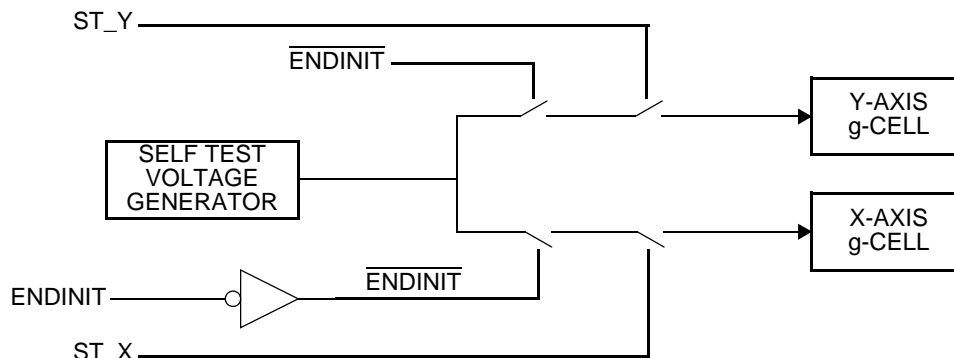 ST_Y
ENDINIT
Y-AXIS
g-CELL
SELF TEST
VOLTAGE
GENERATOR
X-AXIS
g-CELL
ENDINIT
ENDINIT
ST_X